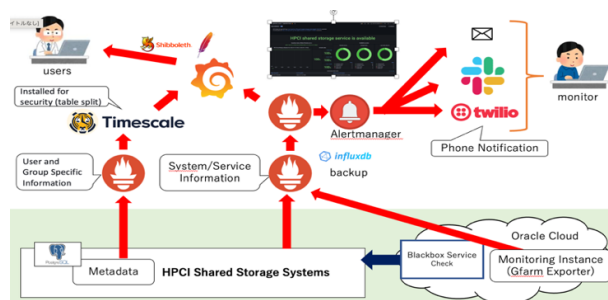 Shibboleth
HPCI shared storage service is available
users
Installed for
security (table split)
Timescale
Alertmanager
twilio
monitor
Phone Notification
User and
Group Specific
Information
System/Service
Information
influxdb
backup
Oracle Cloud
Blackbox Service
Check
Monitoring Instance
(Gfarm Exporter)
PostgreSQL
Metadata
HPCI Shared Storage Systems